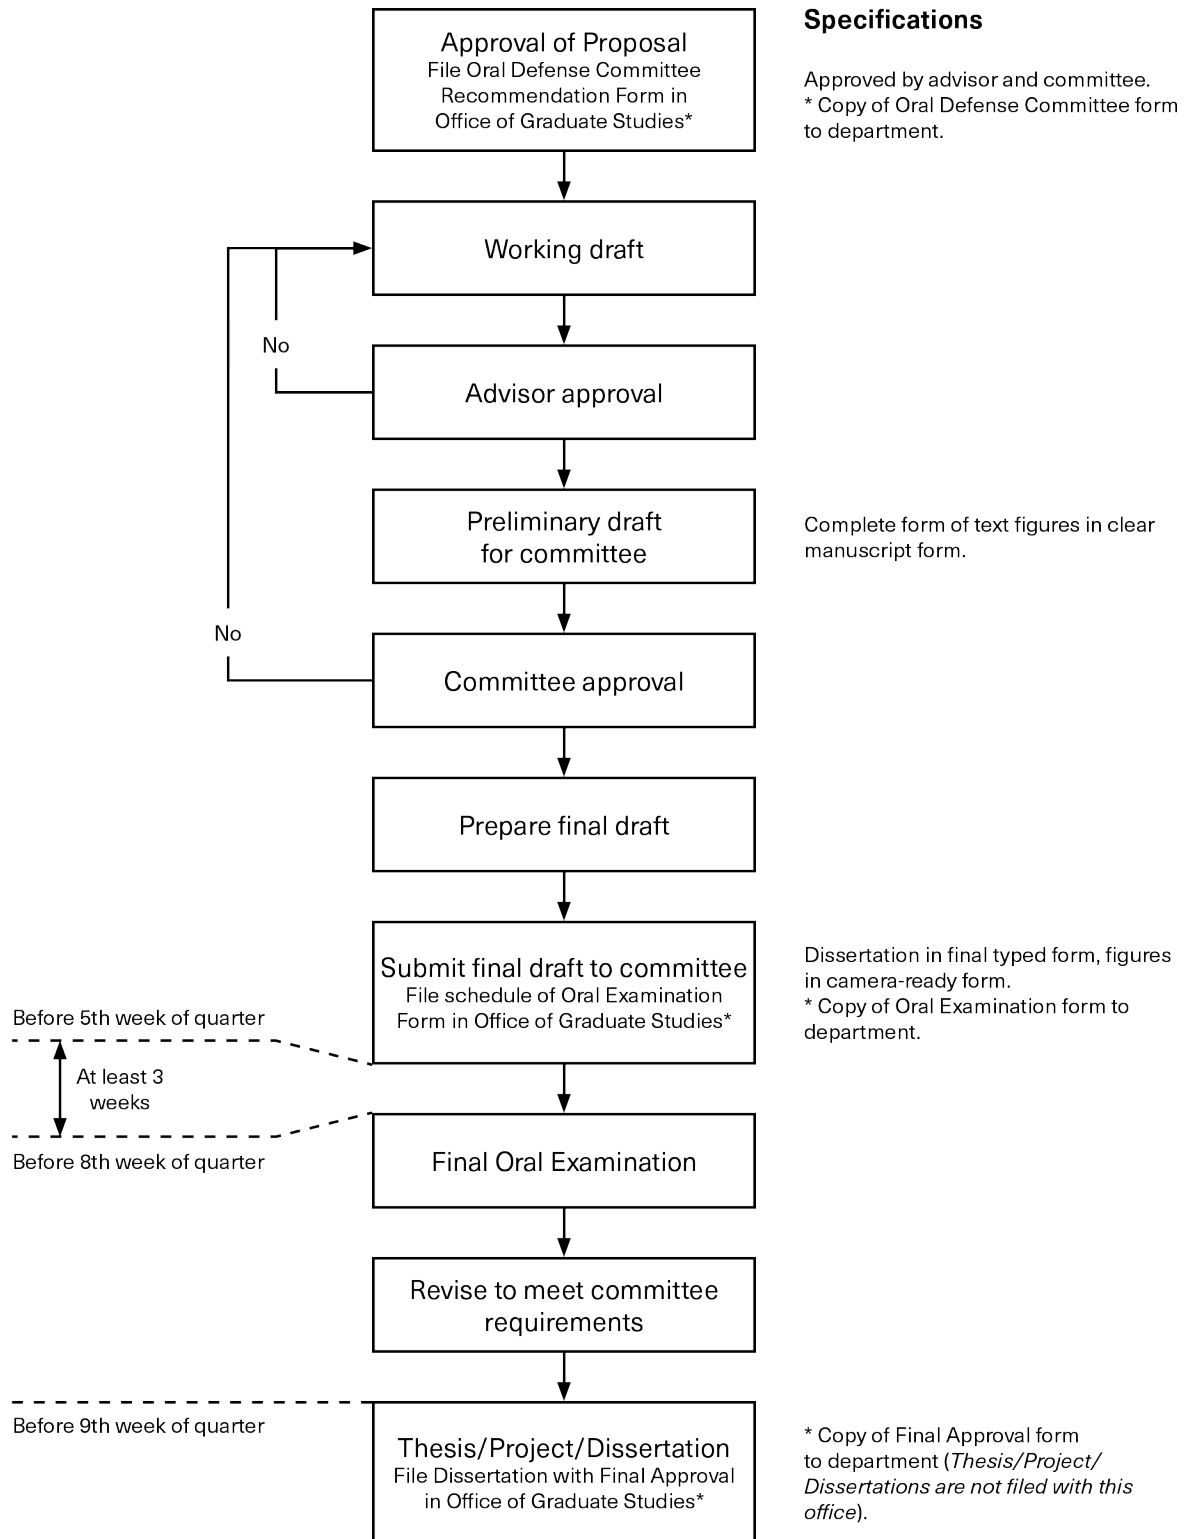 Specifications
Approval of Proposal
File Oral Defense Committee
Recommendation Form in
Office of Graduate Studies*
Approved by advisor and committee.
* Copy of Oral Defense Committee form
to department.
Working draft
No
Advisor approval
Preliminary draft
for committee
Complete form of text figures in clear
manuscript form.
No
Committee approval
Prepare final draft
Submit final draft to committee
File schedule of Oral Examination
Form in Office of Graduate Studies*
Dissertation in final typed form, figures
in camera-ready form.
* Copy of Oral Examination form to
department.
Before 5th week of quarter
At least 3
weeks
Before 8th week of quarter
Final Oral Examination
Revise to meet committee
requirements
Before 9th week of quarter
Thesis/Project/Dissertation
File Dissertation with Final Approval
in Office of Graduate Studies*
* Copy of Final Approval form
to department (Thesis/Project/
Dissertations are not filed with this
office).